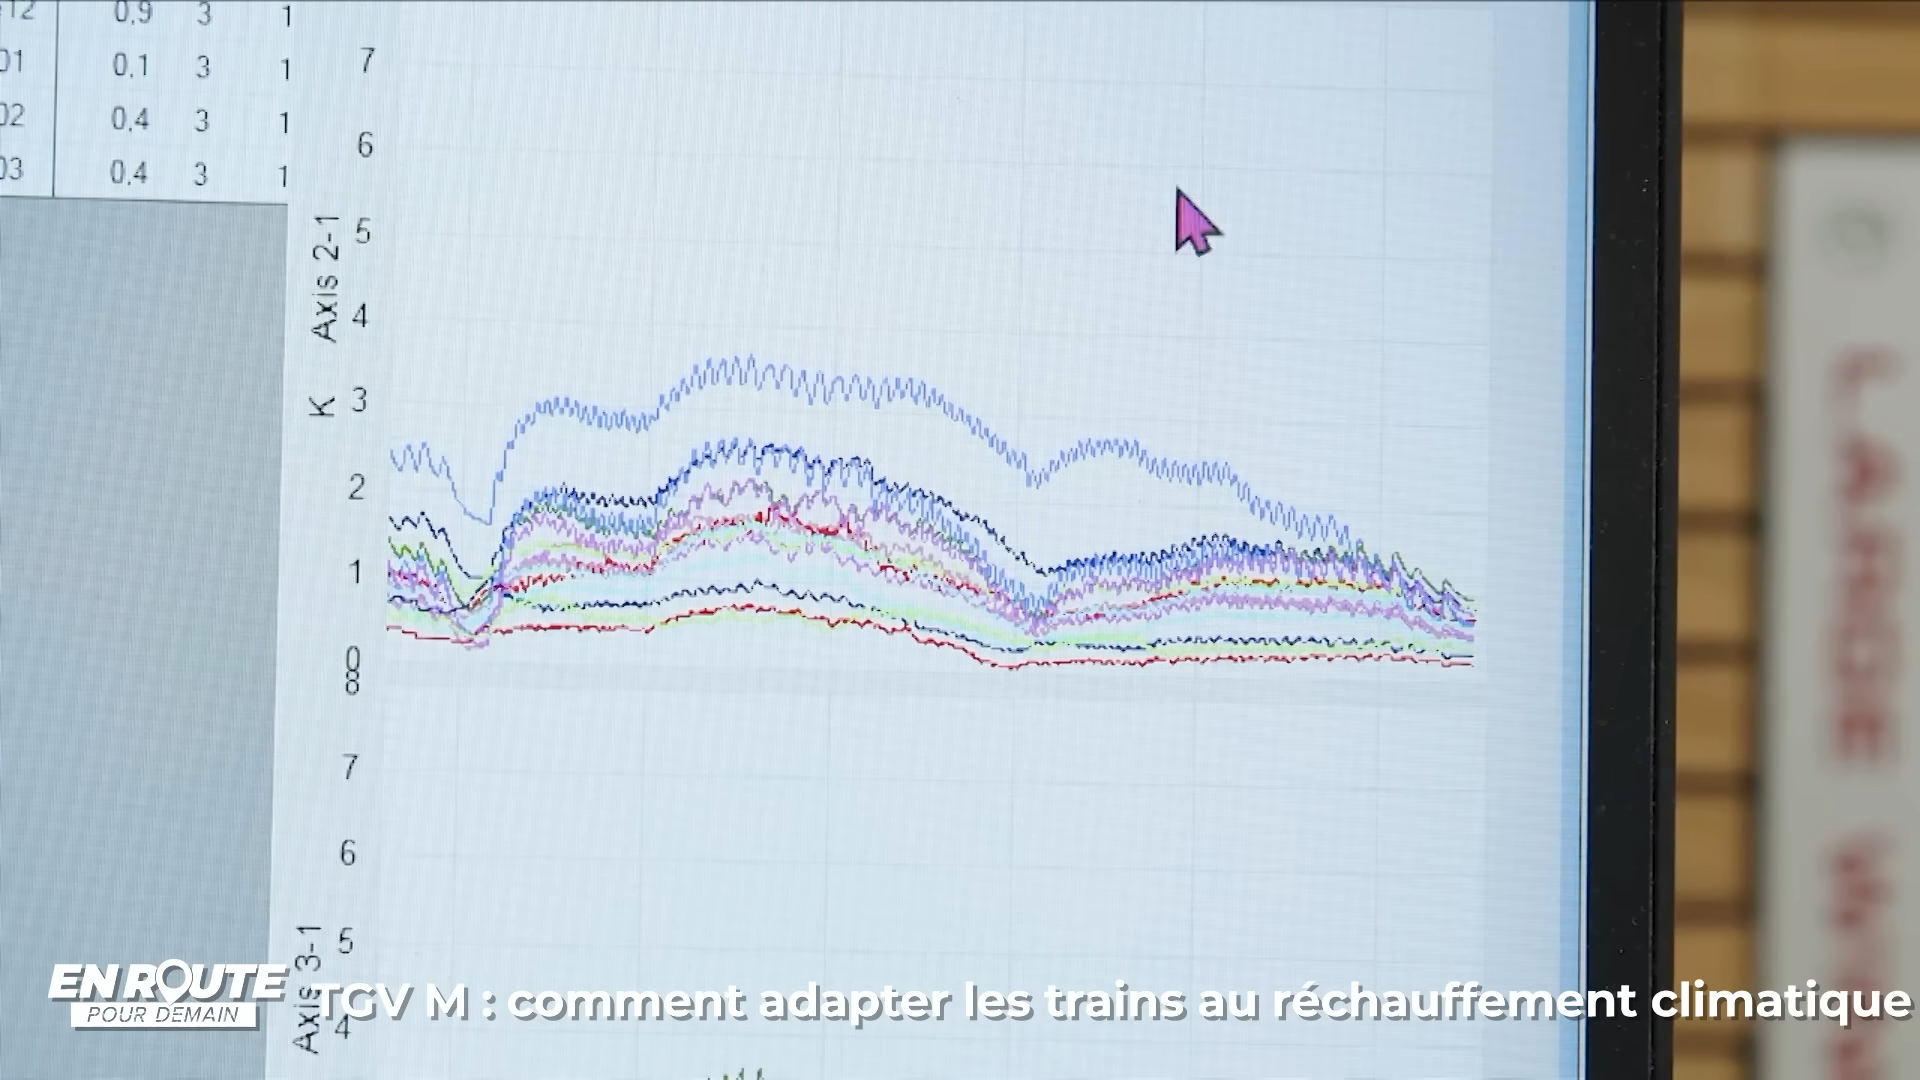 0,9 3 1
01 0,1 3 1
02 0,4 3 1
03 0,4 3 1
7
6
5
4
3
2
1
0
K Axis 2-1
8
7
6
5
4
Axis 3-1
LARGE
EN ROUTE
POUR DEMAIN
TGV M : comment adapter les trains au réchauffement climatique